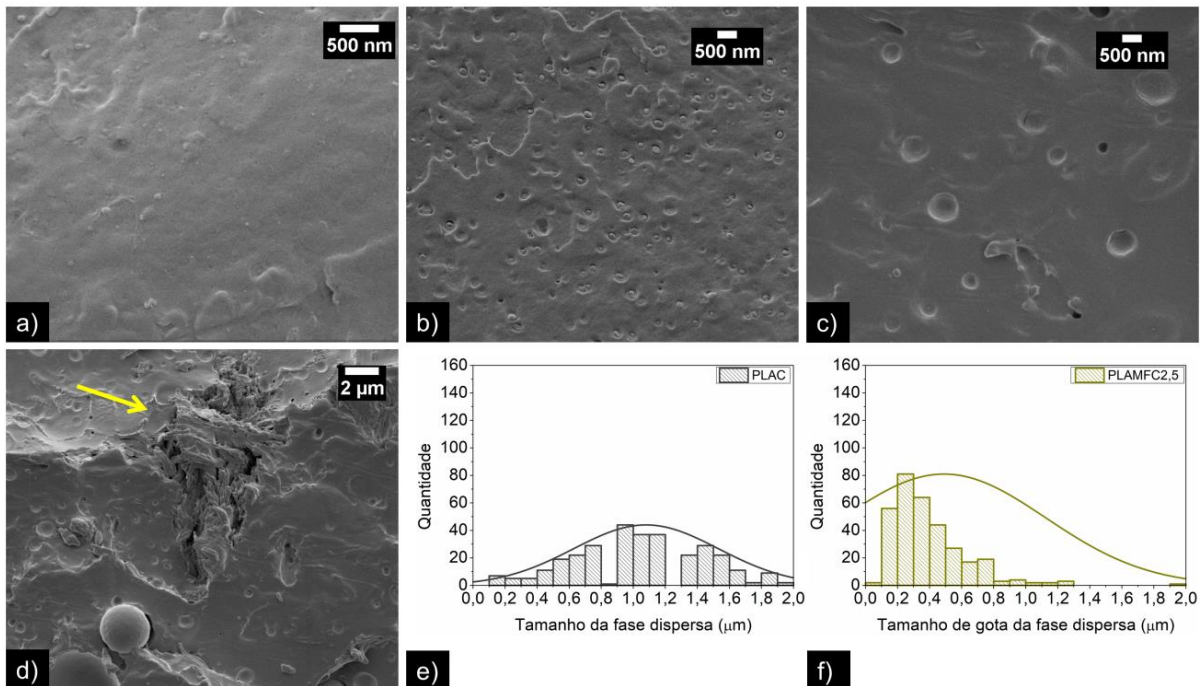 500 nm
a)
500 nm
b)
500 nm
c)
2 µm
d)
160
140
120
100
80
60
40
20
0
Quantidade
PLAC
0,0 0,2 0,4 0,6 0,8 1,0 1,2 1,4 1,6 1,8 2,0
Tamanho da fase dispersa (µm)
e)
160
140
120
100
80
60
40
20
0
Quantidade
PLAMFC2,5
0,0 0,2 0,4 0,6 0,8 1,0 1,2 1,4 1,6 1,8 2,0
Tamanho de gota da fase dispersa (µm)
f)